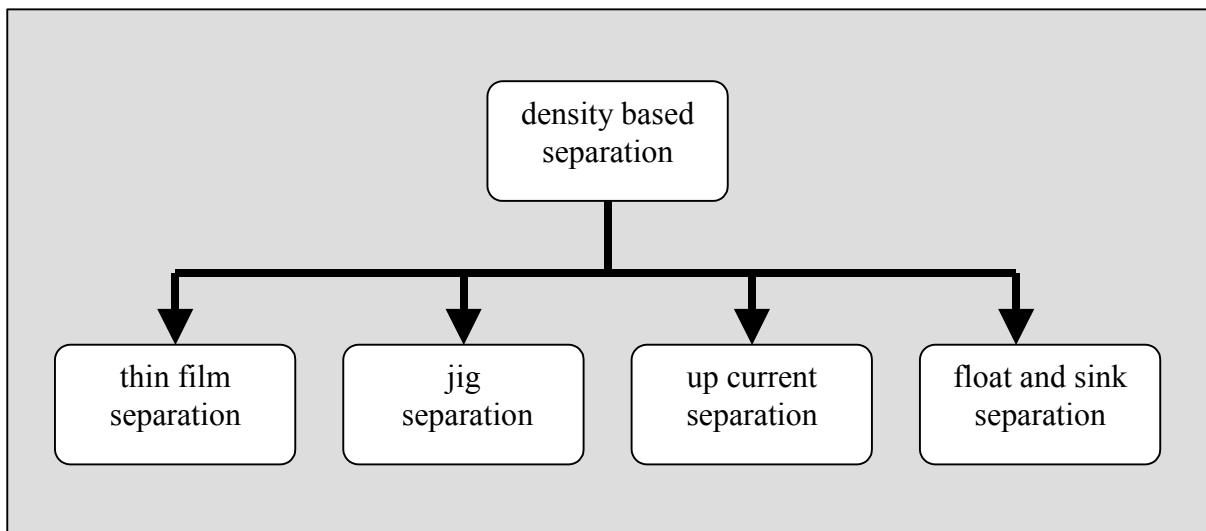 density based
separation
thin film
separation
jig
separation
up current
separation
float and sink
separation